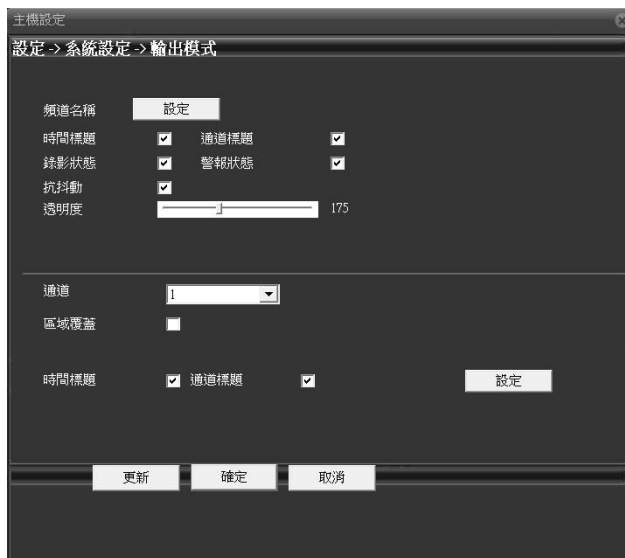 主機設定
設定->系統設定->輸出模式
頻道名稱 設定
時間標題 通道標題
錄影狀態 警報狀態
抗抖動
透明度 175
通道 1
區域覆蓋
時間標題 通道標題 設定
更新 確定 取消